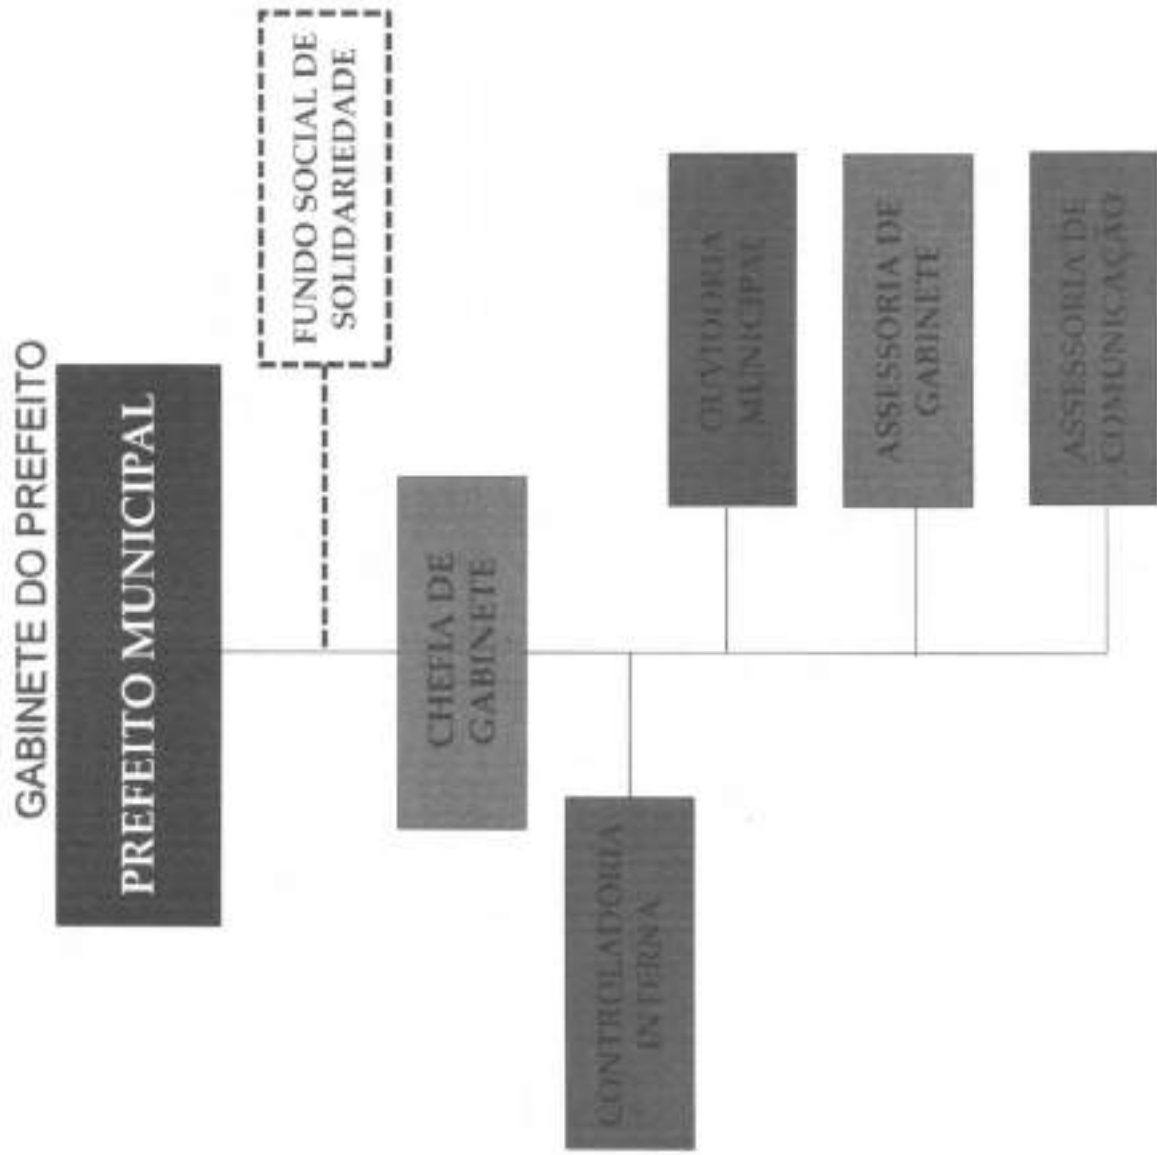 GABINETE DO PREFEITO
PREFEITO MUNICIPAL
FUNDO SOCIAL DE
SOLIDARIEDADE
CHEFIA DE
GABINETE
CONTROLADORIA
INTERNA
OUVIDORIA
MUNICIPAL
ASSESSORIA DE
GABINETE
ASSESSORIA DE
COMUNICAÇÃO